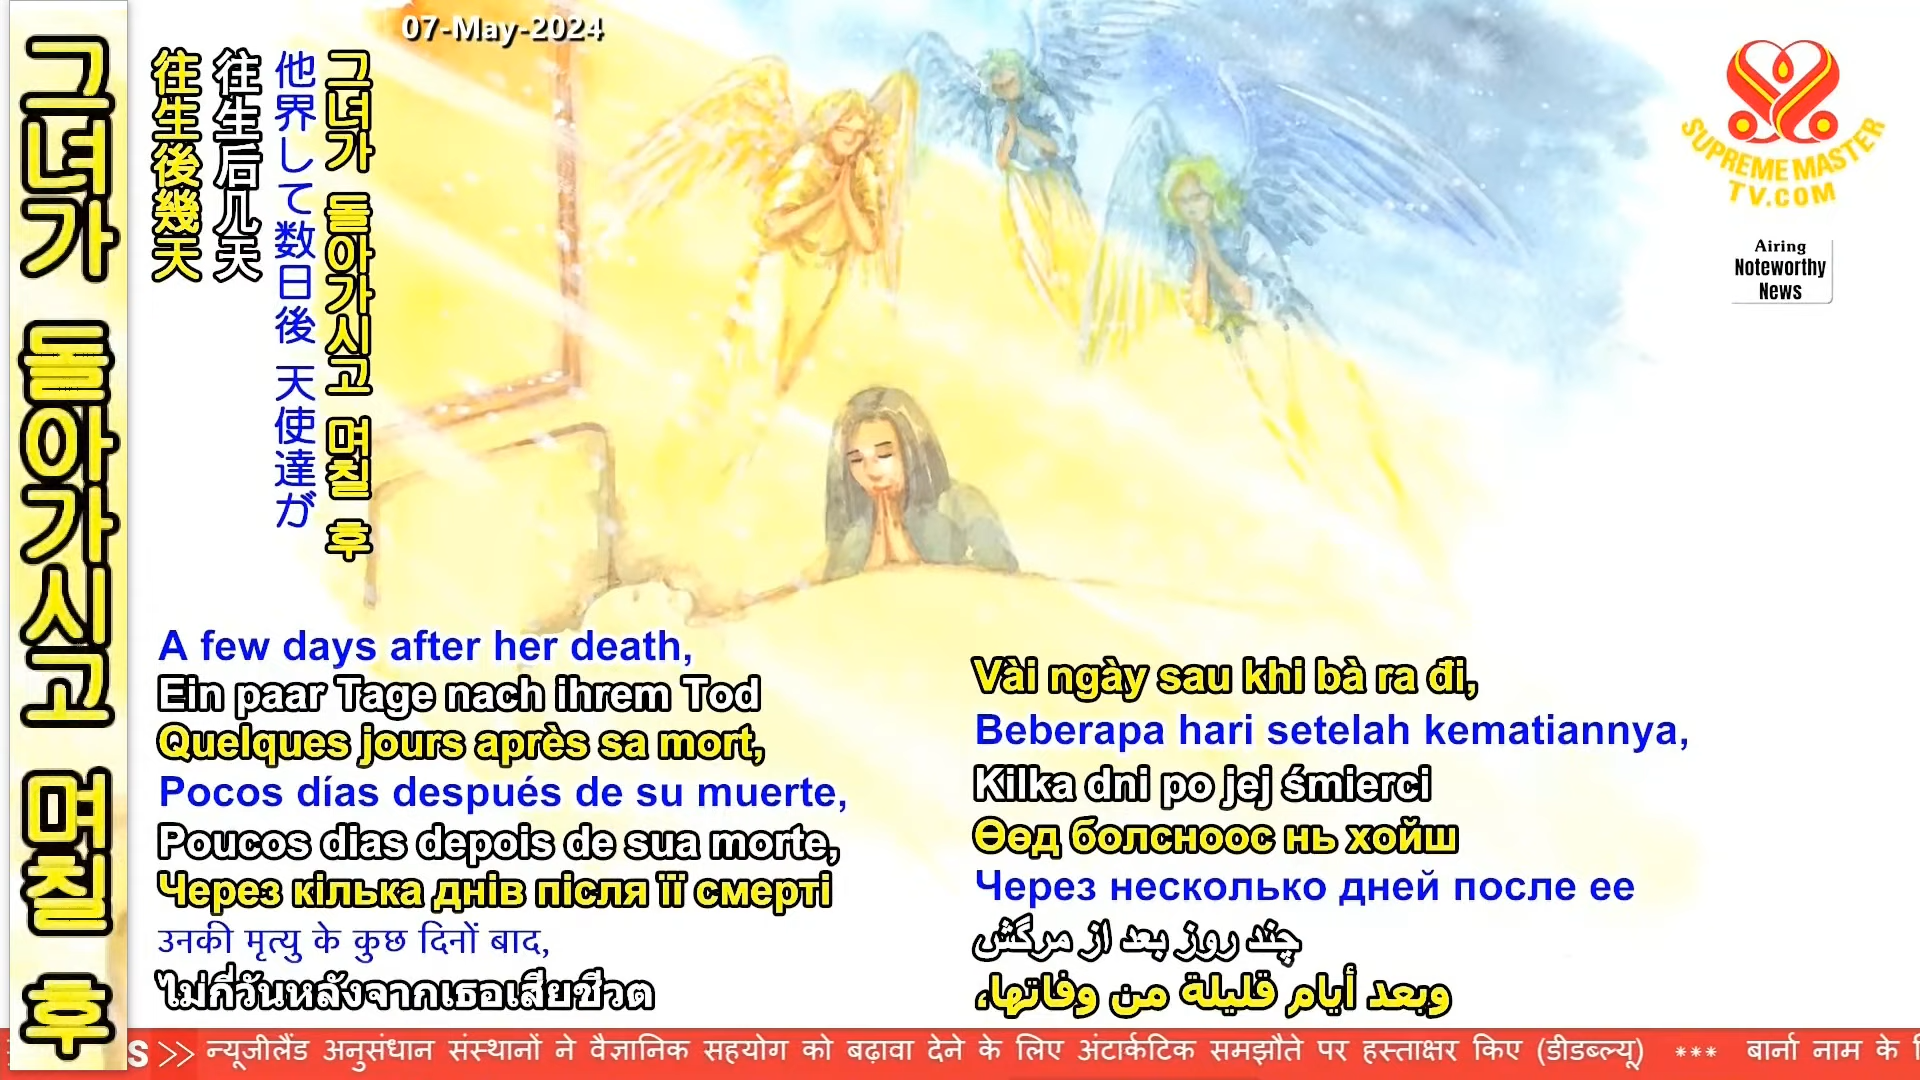 07-May-2024
그녀가 돌아가시고 며칠 후
往生後幾天
往生后几天
他界して数日後 天使達が
그녀가 돌아가시고 며칠 후
SUPREME MASTER
TV.COM
Airing
Noteworthy
News
A few days after her death,
Ein paar Tage nach ihrem Tod
Quelques jours après sa mort,
Pocos días después de su muerte,
Poucos dias depois de sua morte,
Через кілька днів після її смерті
उनकी मृत्यु के कुछ दिनों बाद,
ไม่กี่วันหลังจากเธอเสียชีวิต
Vài ngày sau khi bà ra đi,
Beberapa hari setelah kematiannya,
Kilka dni po jej śmierci
Өөд болсноос нь хойш
Через несколько дней после ее
چند روز بعد از مرگش
وبعد أيام قليلة من وفاتها،
S >> न्यूजीलैंड अनुसंधान संस्थानों ने वैज्ञानिक सहयोग को बढ़ावा देने के लिए अंटार्कटिक समझौते पर हस्ताक्षर किए (डीडब्ल्यू) *** बार्ना नाम के